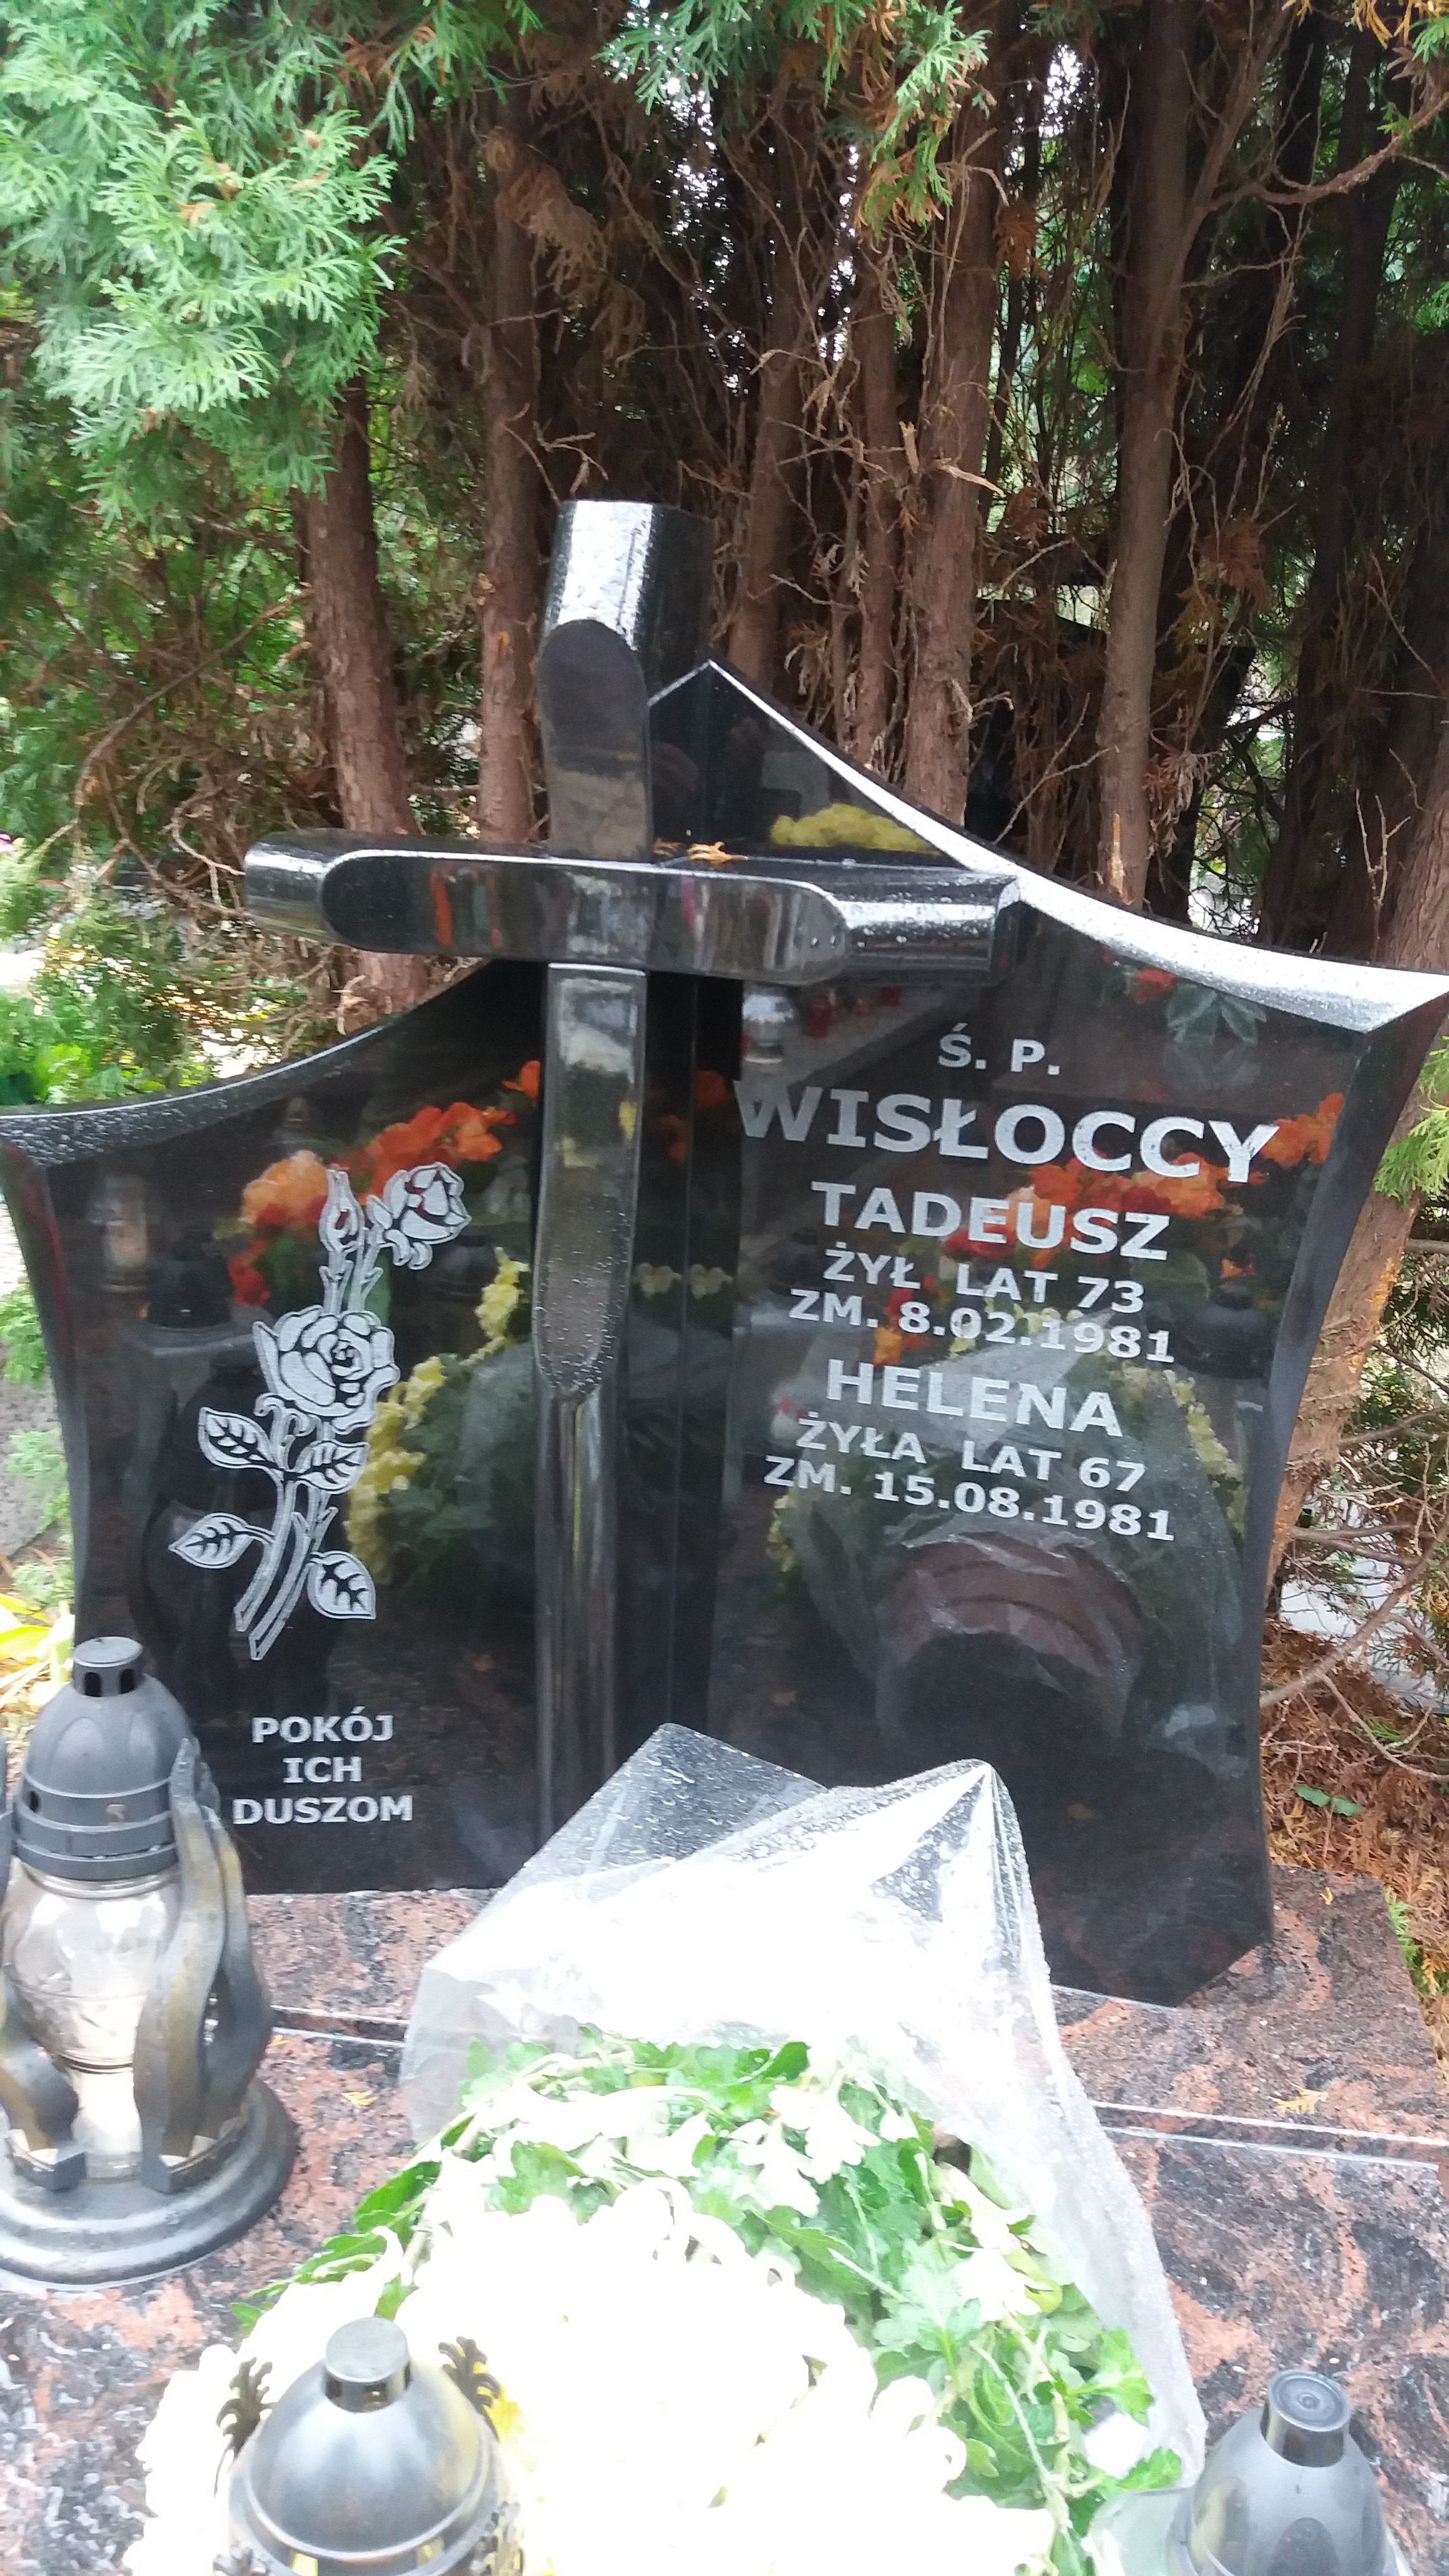 Ś. P.
WISŁOCCY
TADEUSZ
ŻYŁ LAT 73
ZM. 8.02.1981
HELENA
ŻYŁA LAT 67
ZM. 15.08.1981
POKÓJ
ICH
DUSZOM